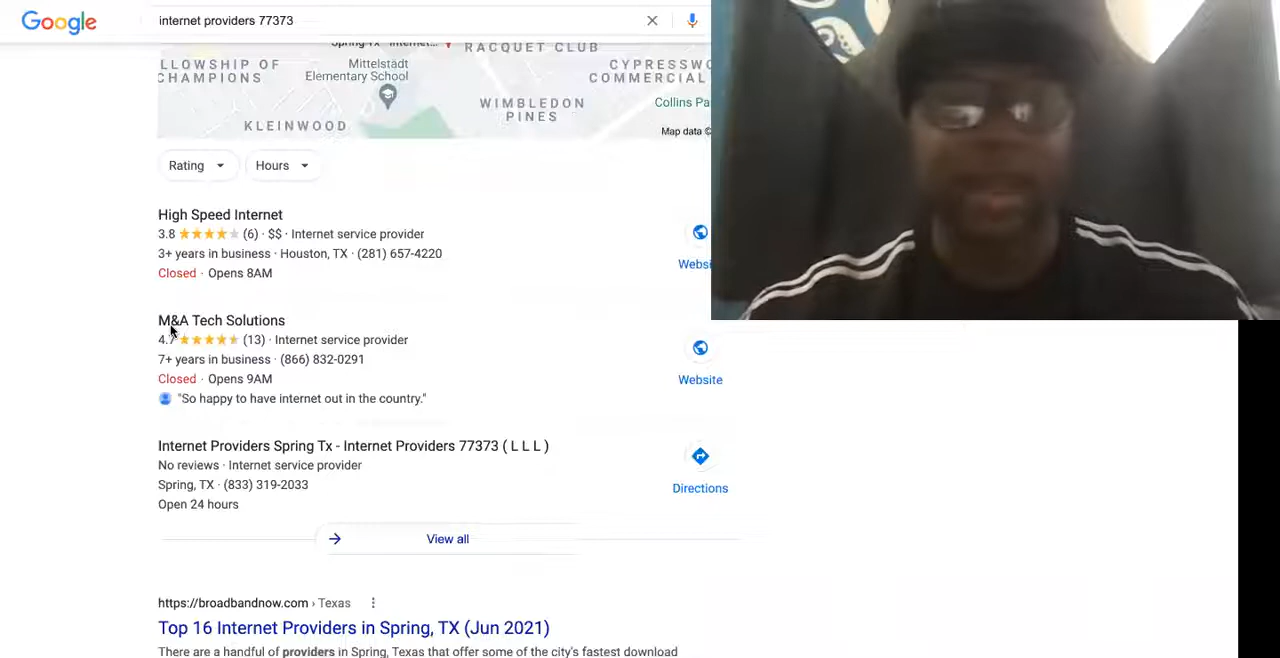 Google
internet providers 77373
Spring Tx - Internet...
RACQUET CLUB
LLOWSHIP OF
CHAMPIONS
Mittelstadt
Elementary School
CYPRESSWO
COMMERCIAL
WIMBLEDON
PINES
Collins Pa
KLEINWOOD
Map data ©
Rating
Hours
High Speed Internet
3.8 (6) · $$ · Internet service provider
3+ years in business · Houston, TX · (281) 657-4220
Closed · Opens 8AM
Websi
M&A Tech Solutions
4.7 (13) · Internet service provider
7+ years in business · (866) 832-0291
Closed · Opens 9AM
Website
"So happy to have internet out in the country."
Internet Providers Spring Tx - Internet Providers 77373 ( L L L )
No reviews · Internet service provider
Spring, TX · (833) 319-2033
Open 24 hours
Directions
View all
https://broadbandnow.com › Texas
Top 16 Internet Providers in Spring, TX (Jun 2021)
There are a handful of providers in Spring, Texas that offer some of the city's fastest download